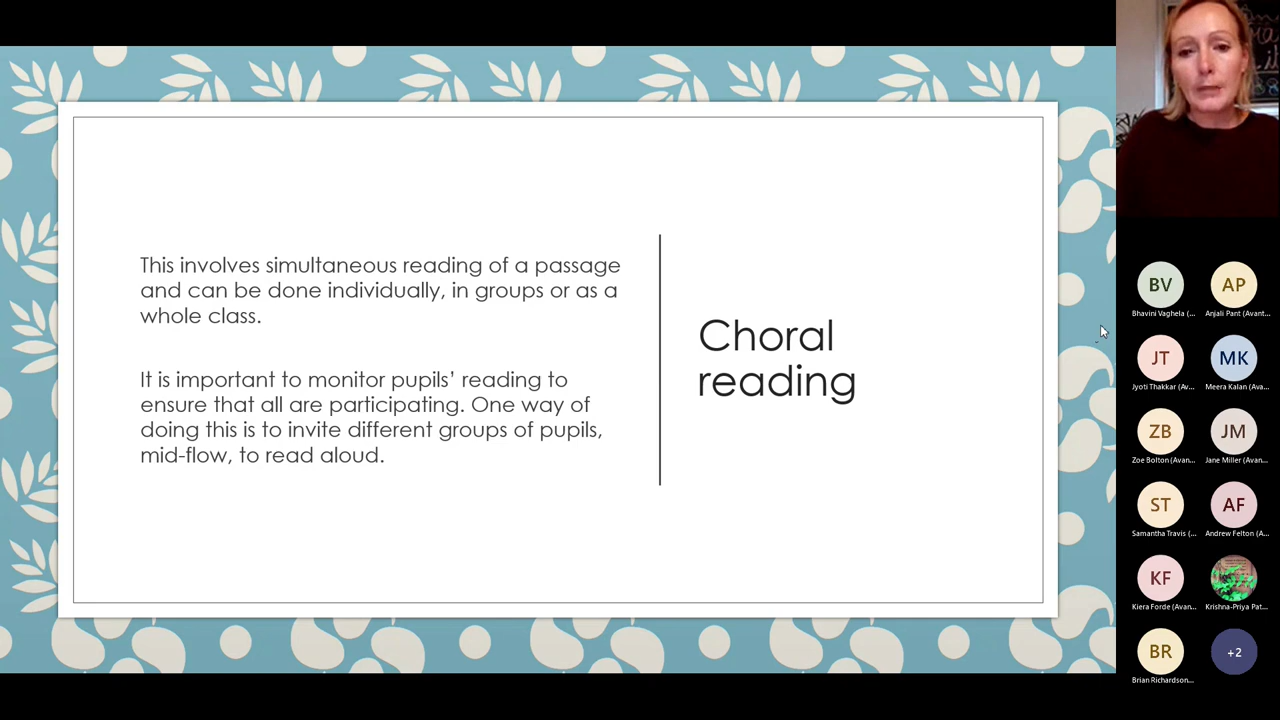 This involves simultaneous reading of a passage
and can be done individually, in groups or as a
whole class.
It is important to monitor pupils’ reading to
ensure that all are participating. One way of
doing this is to invite different groups of pupils,
mid-flow, to read aloud.
Choral
reading
BV
AP
Bhavini Vaghela (...
Anjali Pant (Avant...
JT
MK
Jyoti Thakkar (Av...
Meera Kalan (Ava...
ZB
JM
Zoe Bolton (Avan...
Jane Miller (Avant...
ST
AF
Samantha Travis (...
Andrew Felton (A...
KF
Kiera Forde (Avan...
Krishna-Priya Pat...
BR
+2
Brian Richardson...